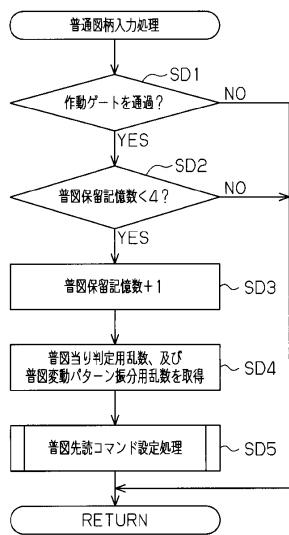 普通図柄入力処理
SD1
作動ゲートを通過?
NO
YES
SD2
普図保留記憶数<4?
NO
YES
普図保留記憶数+1
SD3
普図当り判定用乱数、及び
普図変動パターン振分用乱数を取得
SD4
普図先読コマンド設定処理
SD5
RETURN